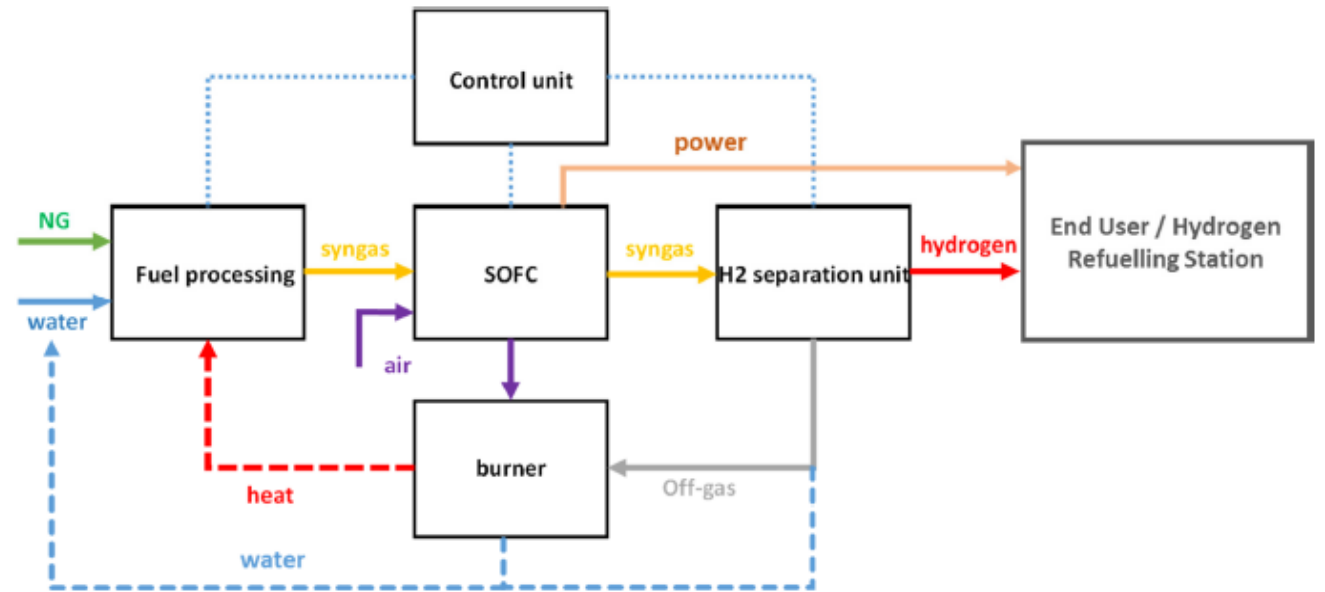 Control unit
power
NG
syngas
syngas
hydrogen
End User / Hydrogen
Refuelling Station
Fuel processing
SOFC
H2 separation unit
water
air
burner
heat
Off-gas
water